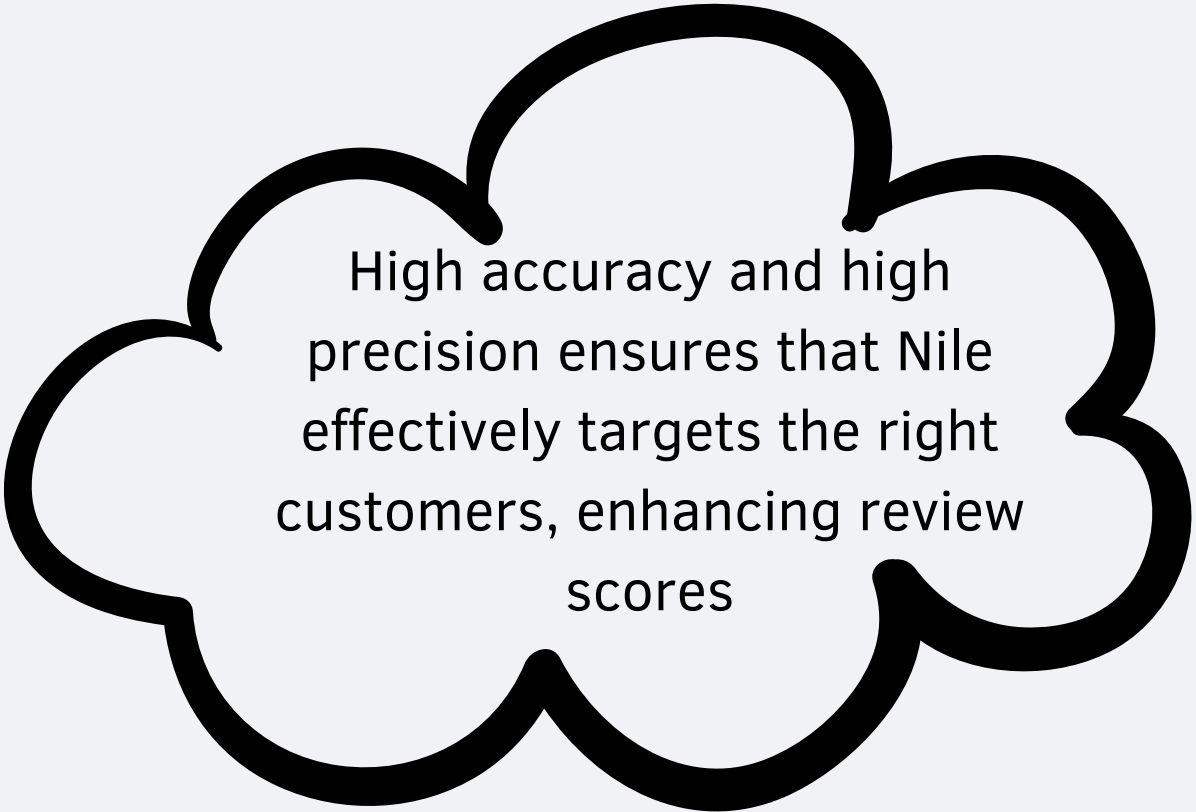 High accuracy and high
precision ensures that Nile
effectively targets the right
customers, enhancing review
scores